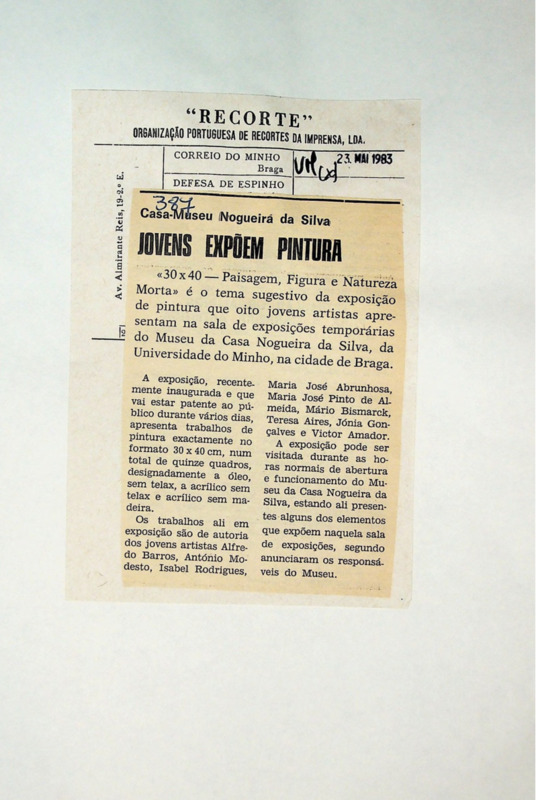 "RECORTE"
ORGANIZAÇÃO PORTUGUESA DE RECORTES DA IMPRENSA, LDA.
CORREIO DO MINHO
Braga
DEFESA DE ESPINHO
23. MAI 1983
Av. Almirante Reis, 19-2.º E.
387
Casa-Museu Nogueira da Silva
JOVENS EXPÕEM PINTURA
«30 x 40 — Paisagem, Figura e Natureza
Morta» é o tema sugestivo da exposição
de pintura que oito jovens artistas apre-
sentam na sala de exposições temporárias
do Museu da Casa Nogueira da Silva, da
Universidade do Minho, na cidade de Braga.
A exposição, recente-
mente inaugurada e que
vai estar patente ao pú-
blico durante vários dias,
apresenta trabalhos de
pintura exactamente no
formato 30 x 40 cm, num
total de quinze quadros,
designadamente a óleo,
sem telax, a acrílico sem
telax e acrílico sem ma-
deira.
Os trabalhos ali em
exposição são de autoria
dos jovens artistas Alfre-
do Barros, António Mo-
desto, Isabel Rodrigues,
Maria José Abrunhosa,
Maria José Pinto de Al-
meida, Mário Bismarck,
Teresa Aires, Jónia Gon-
çalves e Victor Amador.
A exposição pode ser
visitada durante as ho-
ras normais de abertura
e funcionamento do Mu-
seu da Casa Nogueira da
Silva, estando ali presen-
tes alguns dos elementos
que expõem naquela sala
de exposições, segundo
anunciaram os responsá-
veis do Museu.